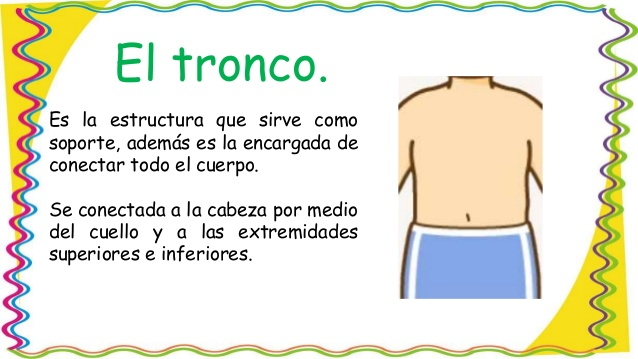 El tronco.
Es la estructura que sirve como
soporte, además es la encargada de
conectar todo el cuerpo.
Se conectada a la cabeza por medio
del cuello y a las extremidades
superiores e inferiores.